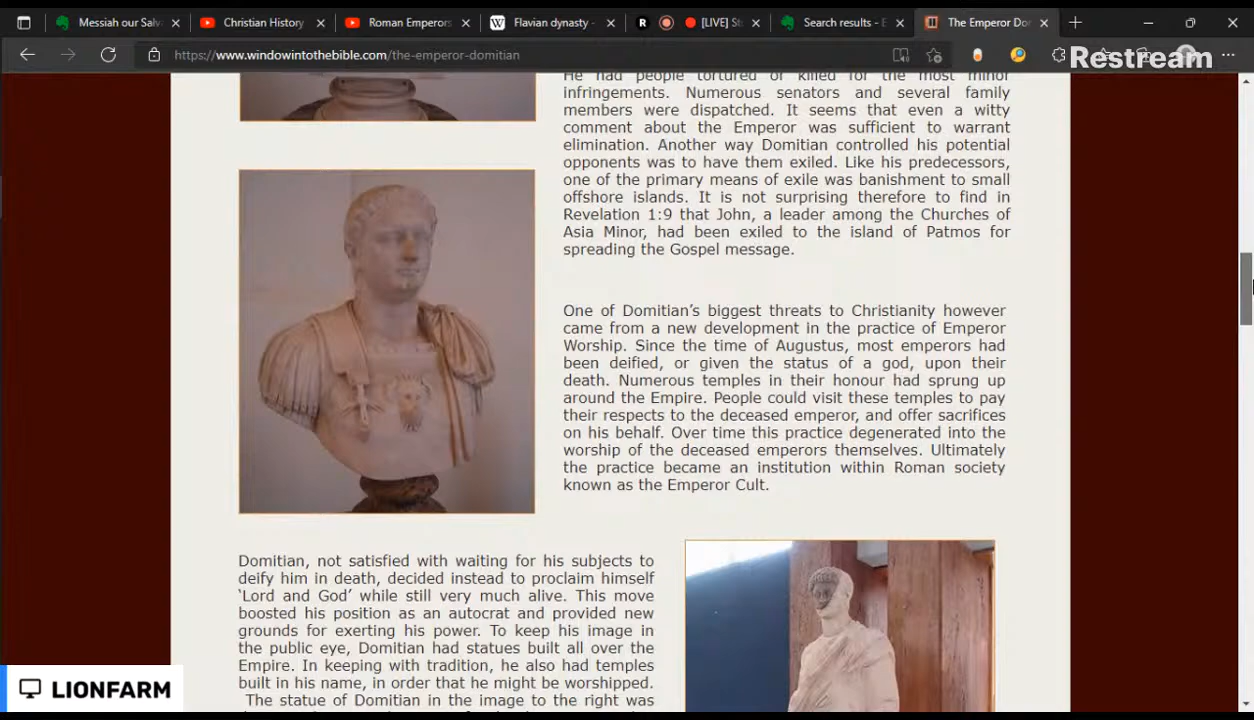 Messiah our Salv
Christian History
Roman Emperors
W Flavian dynasty -
R
[LIVE] St
Search results - E
The Emperor Do
https://www.windowintothebible.com/the-emperor-domitian
Restream
He had people tortured or killed for the most minor
infringements. Numerous senators and several family
members were dispatched. It seems that even a witty
comment about the Emperor was sufficient to warrant
elimination. Another way Domitian controlled his potential
opponents was to have them exiled. Like his predecessors,
one of the primary means of exile was banishment to small
offshore islands. It is not surprising therefore to find in
Revelation 1:9 that John, a leader among the Churches of
Asia Minor, had been exiled to the island of Patmos for
spreading the Gospel message.
One of Domitian's biggest threats to Christianity however
came from a new development in the practice of Emperor
Worship. Since the time of Augustus, most emperors had
been deified, or given the status of a god, upon their
death. Numerous temples in their honour had sprung up
around the Empire. People could visit these temples to pay
their respects to the deceased emperor, and offer sacrifices
on his behalf. Over time this practice degenerated into the
worship of the deceased emperors themselves. Ultimately
the practice became an institution within Roman society
known as the Emperor Cult.
Domitian, not satisfied with waiting for his subjects to
deify him in death, decided instead to proclaim himself
'Lord and God' while still very much alive. This move
boosted his position as an autocrat and provided new
grounds for exerting his power. To keep his image in
the public eye, Domitian had statues built all over the
Empire. In keeping with tradition, he also had temples
built in his name, in order that he might be worshipped.
The statue of Domitian in the image to the right was
LIONFARM